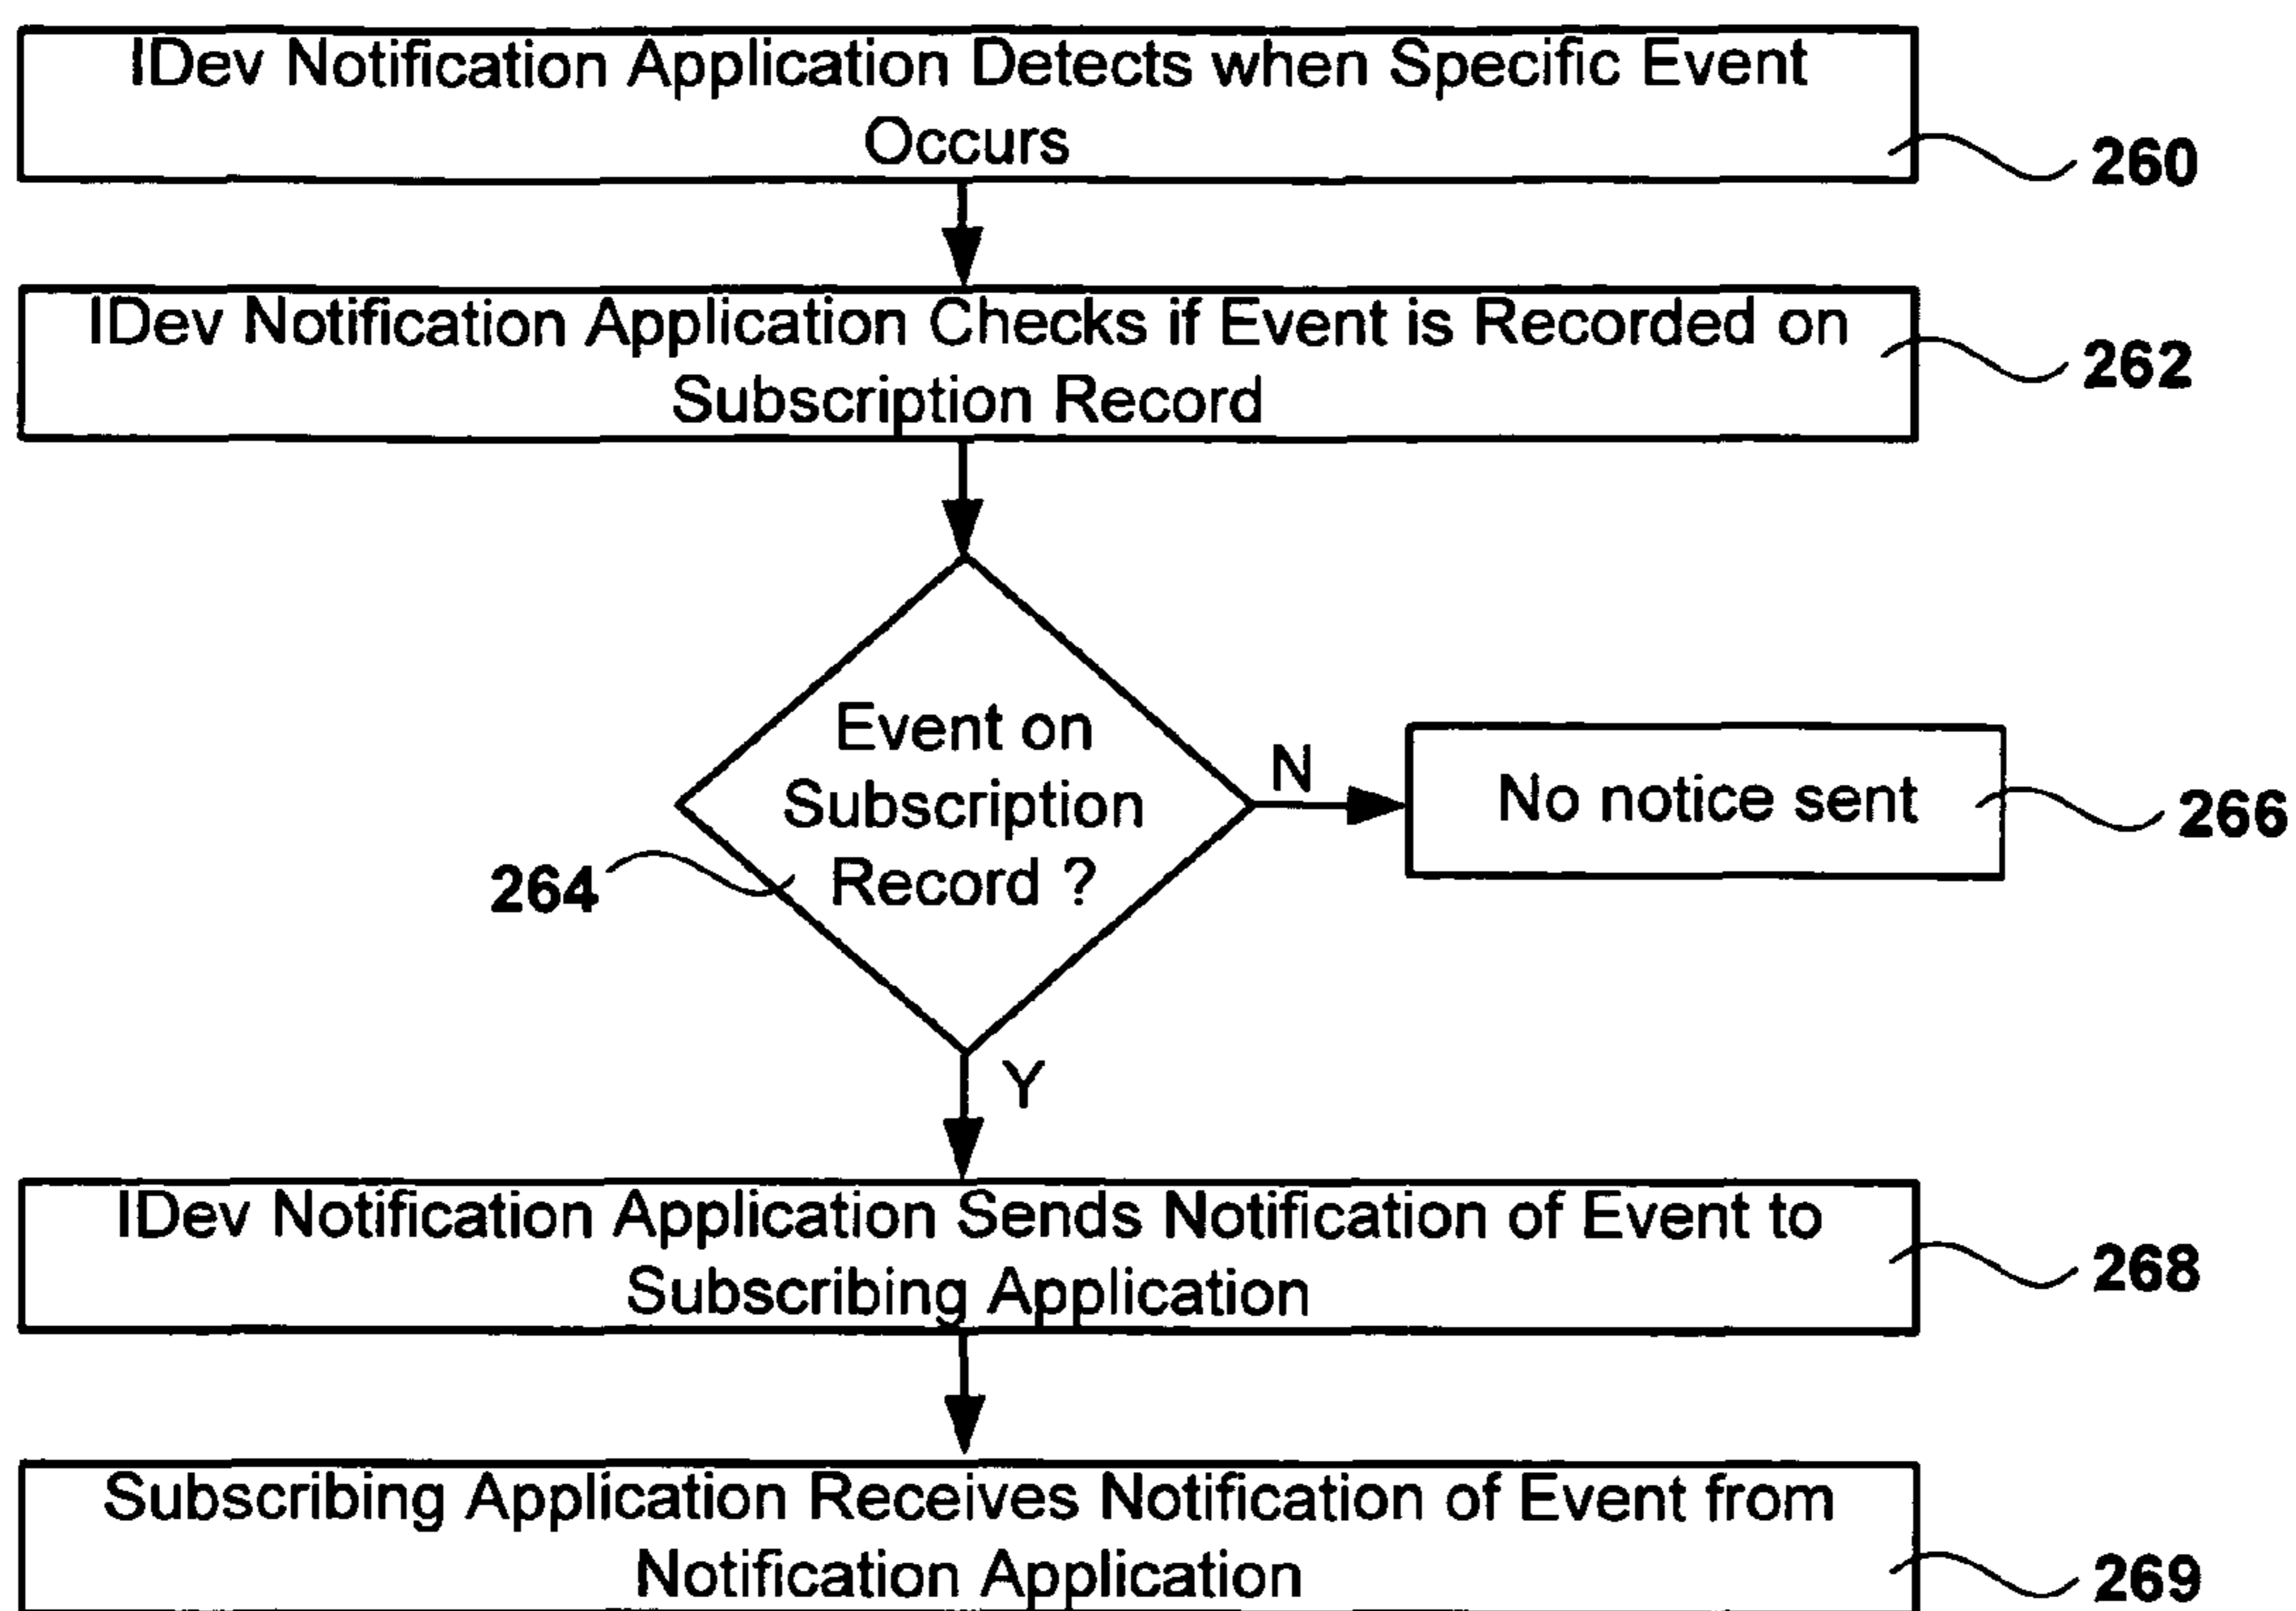 IDev Notification Application Detects when Specific Event
Occurs
260
IDev Notification Application Checks if Event is Recorded on
Subscription Record
262
Event on
Subscription
Record ?
264
N
No notice sent
266
Y
IDev Notification Application Sends Notification of Event to
Subscribing Application
268
Subscribing Application Receives Notification of Event from
Notification Application
269